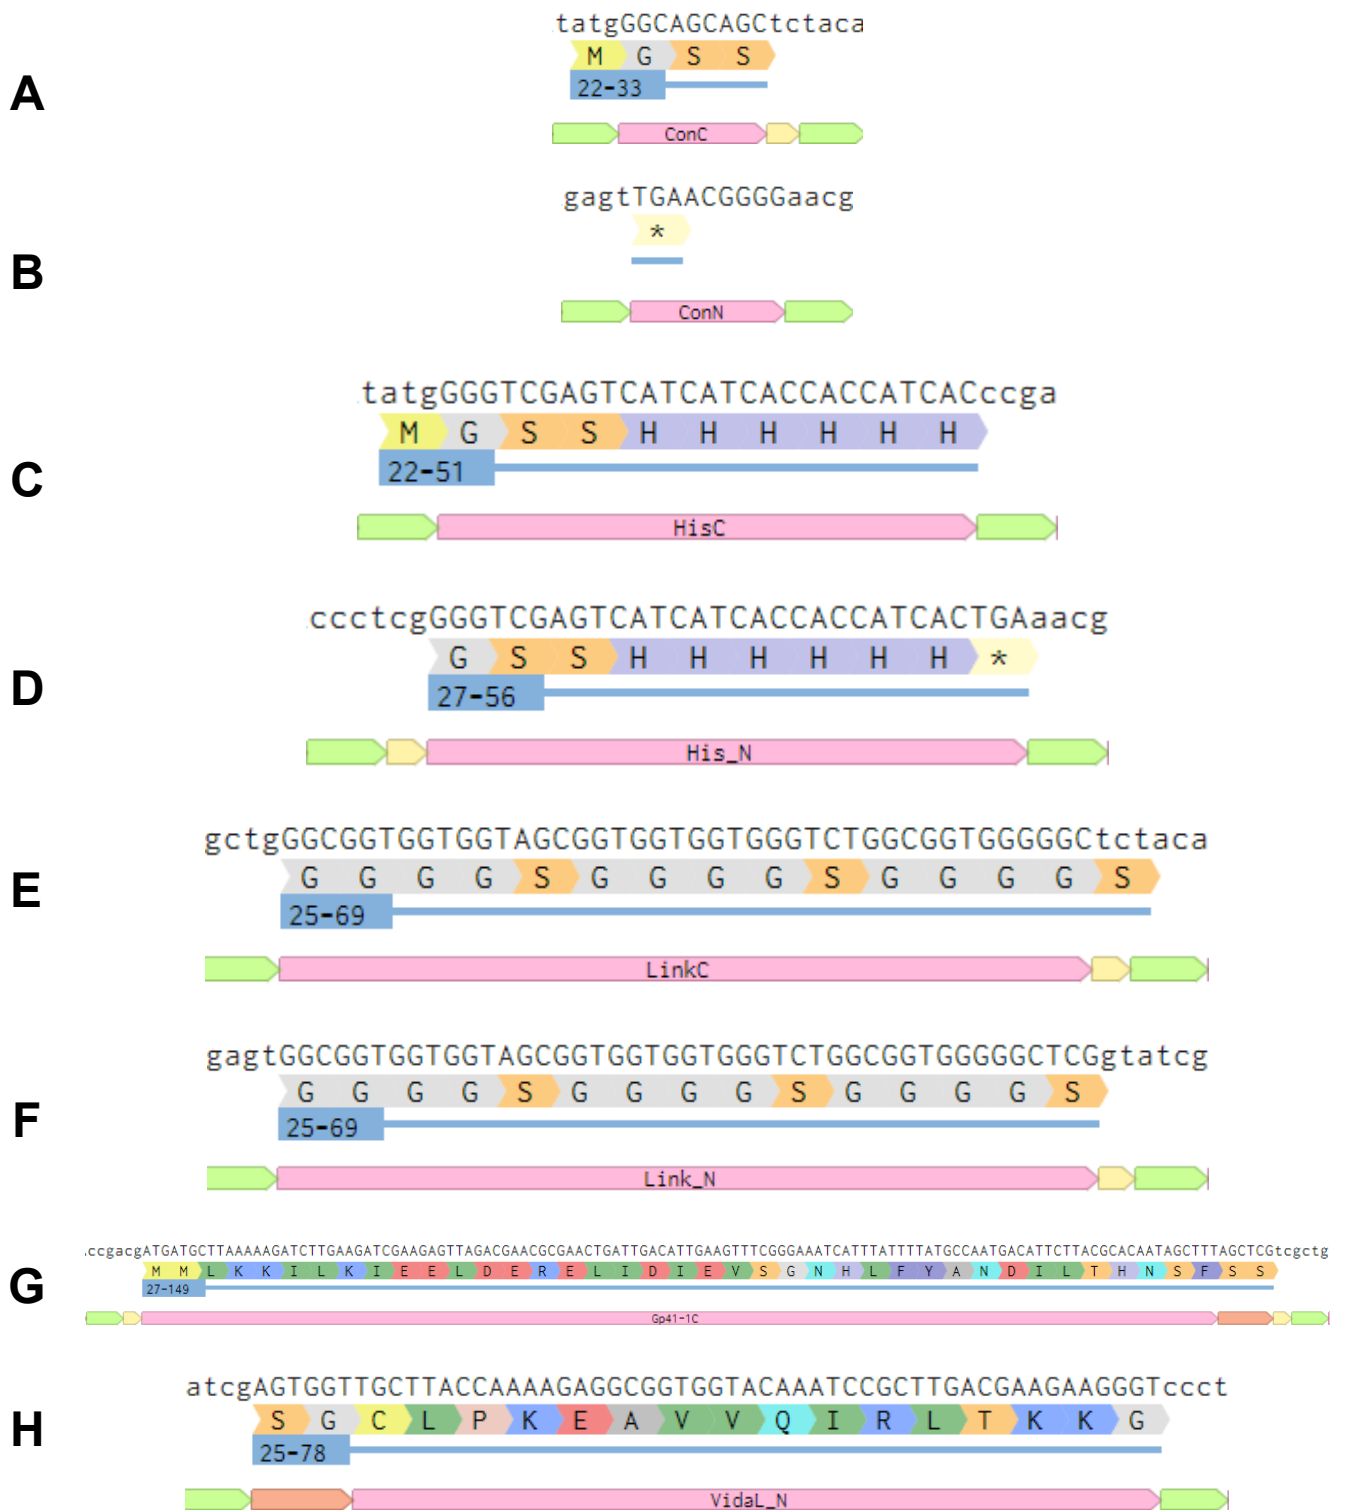 tatgGGCAGCAGCtctaca
M G S S
22-33
A
ConC
gagtTGAACGGGGaacg
*
B
ConN
tatgGGGTCGAGTCATCATCACCACCATCACccga
M G S S H H H H H H
22-51
C
HisC
ccctcgGGGTCGAGTCATCATCACCACCATCACTGAaacg
G S S H H H H H H *
27-56
D
His_N
gctgGGCGGTGGTGGTAGCGGTGGTGGTGGGTCTGGCGGTGGGGGCtctaca
G G G G S G G G G S G G G G S
25-69
E
LinkC
gagtGGCGGTGGTGGTAGCGGTGGTGGTGGGTCTGGCGGTGGGGGCTCGgtatcg
G G G G S G G G G S G G G G S
25-69
F
Link_N
ccgacgATGATGCTTAAAAAGATCTTGAAGATCGAAGAGTTAGACGAACGCGAACTGATTGACATTGAAGTTTCGGGAAATCATTTATTTTATGCCAATGACATTCTTACGCACAATAGCTTTAGCTCGtcgctg
M M L K K I L K I E E L D E R E L I D I E V S G N H L F Y A N D I L T H N S F S S
27-149
G
Gp41-1C
atcgAGTGGTTGCTTACCAAAAGAGGCGGTGGTACAAATCCGCTTGACGAAGAAGGGTccct
S G C L P K E A V V Q I R L T K K G
25-78
H
VidaL_N